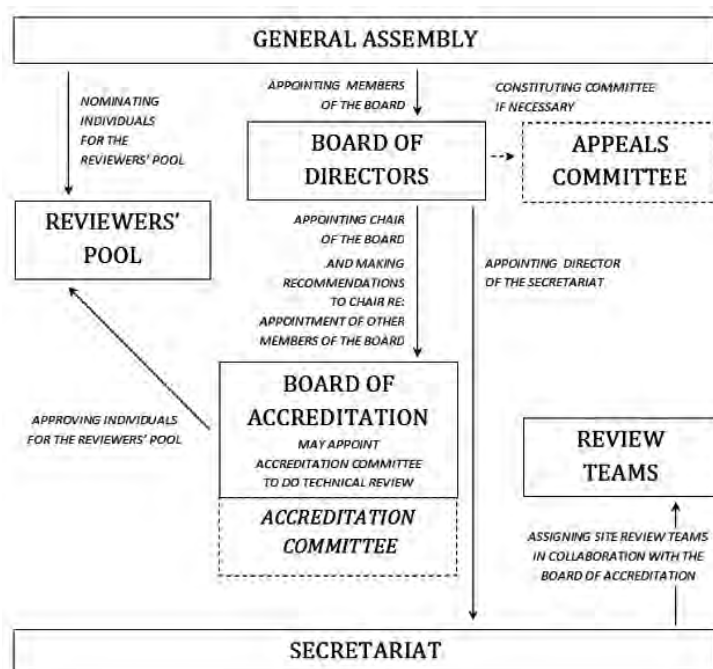 GENERAL ASSEMBLY
NOMINATING
INDIVIDUALS
FOR THE
REVIEWERS' POOL
APPOINTING MEMBERS
OF THE BOARD
CONSTITUTING COMMITTEE
IF NECESSARY
BOARD OF
DIRECTORS
APPEALS
COMMITTEE
REVIEWERS'
POOL
APPOINTING CHAIR
OF THE BOARD
AND MAKING
RECOMMENDATIONS
TO CHAIR RE:
APPOINTMENT OF OTHER
MEMBERS OF THE BOARD
APPOINTING DIRECTOR
OF THE SECRETARIAT
APPROVING INDIVIDUALS
FOR THE REVIEWERS' POOL
BOARD OF
ACCREDITATION
MAY APPOINT
ACCREDITATION COMMITTEE
TO DO TECHNICAL REVIEW
ACCREDITATION
COMMITTEE
REVIEW
TEAMS
ASSIGNING SITE REVIEW TEAMS
IN COLLABORATION WITH THE
BOARD OF ACCREDITATION
SECRETARIAT